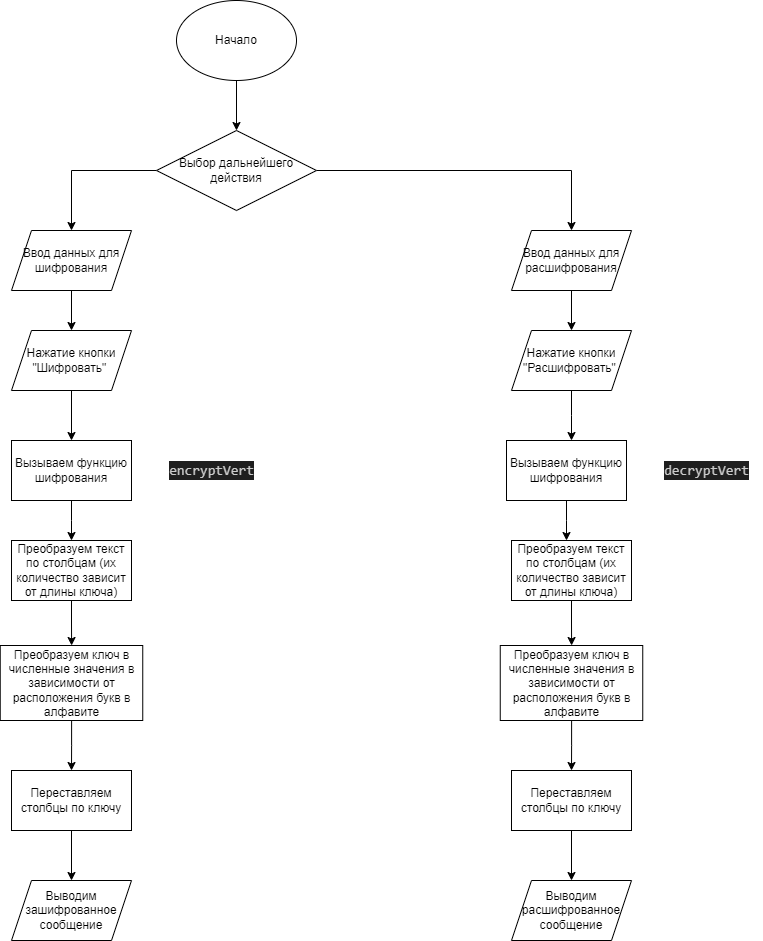 Начало
Выбор дальнейшего
действия
Ввод данных для
шифрования
Ввод данных для
расшифрования
Нажатие кнопки
"Шифровать"
Нажатие кнопки
"Расшифровать"
Вызываем функцию
шифрования
encryptVert
Вызываем функцию
шифрования
decryptVert
Преобразуем текст
по столбцам (их
количество зависит
от длины ключа)
Преобразуем текст
по столбцам (их
количество зависит
от длины ключа)
Преобразуем ключ в
численные значения в
зависимости от
расположения букв в
алфавите
Преобразуем ключ в
численные значения в
зависимости от
расположения букв в
алфавите
Переставляем
столбцы по ключу
Переставляем
столбцы по ключу
Выводим
зашифрованное
сообщение
Выводим
расшифрованное
сообщение